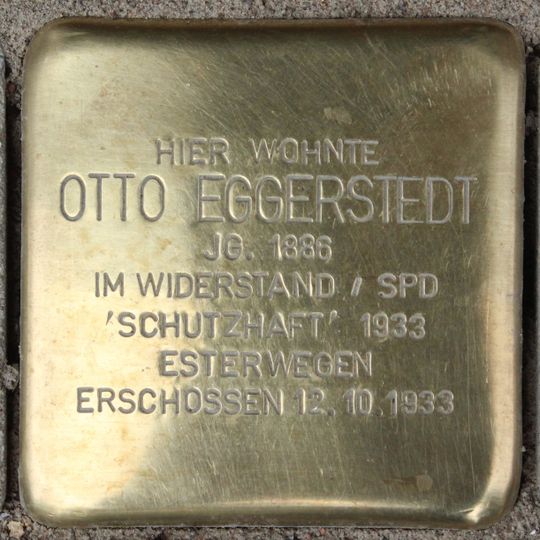 HIER WOHNTE
OTTO EGGERSTEDT
JG. 1886
IM WIDERSTAND / SPD
'SCHUTZHAFT' 1933
ESTERWEGEN
ERSCHOSSEN 12.10.1933